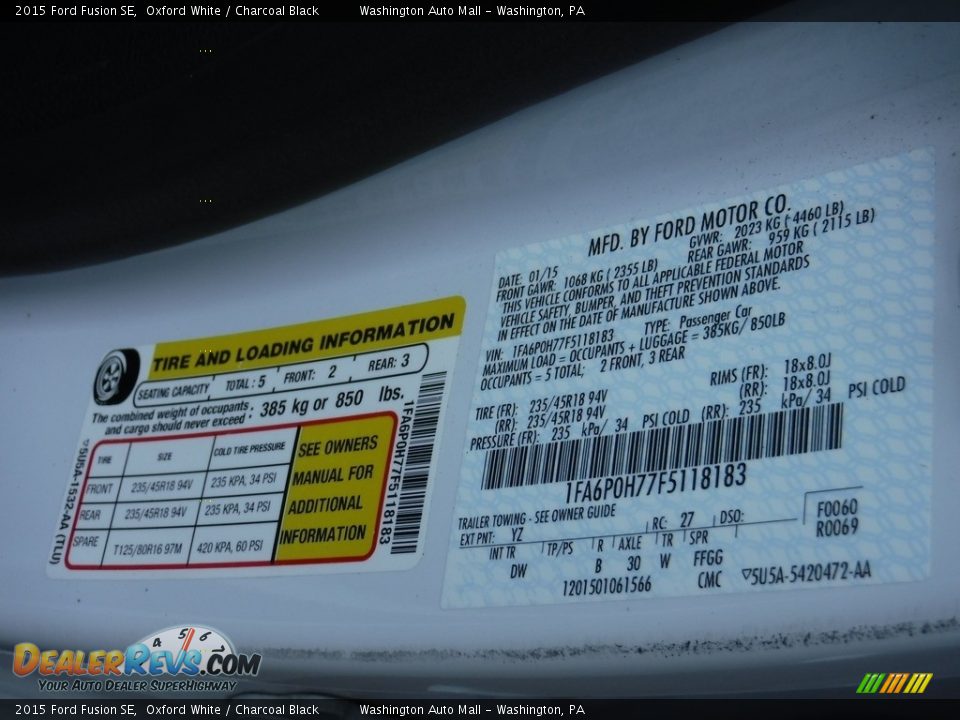 2015 Ford Fusion SE, Oxford White / Charcoal Black Washington Auto Mall - Washington, PA
TIRE AND LOADING INFORMATION
SEATING CAPACITY TOTAL : 5 FRONT: 2 REAR: 3
The combined weight of occupants and cargo should never exceed : 385 kg or 850 lbs.
TIRE SIZE COLD TIRE PRESSURE
FRONT 235/45R18 94V 235 KPA, 34 PSI
REAR 235/45R18 94V 235 KPA, 34 PSI
SPARE T125/80R16 97M 420 KPA, 60 PSI
SEE OWNERS
MANUAL FOR
ADDITIONAL
INFORMATION
5U5A-1532-AA (TLU)
1FA6P0H77F5118183
MFD. BY FORD MOTOR CO.
DATE: 01/15 GVWR: 2023 KG ( 4460 LB)
FRONT GAWR: 1068 KG ( 2355 LB) REAR GAWR: 959 KG ( 2115 LB)
THIS VEHICLE CONFORMS TO ALL APPLICABLE FEDERAL MOTOR
VEHICLE SAFETY, BUMPER, AND THEFT PREVENTION STANDARDS
IN EFFECT ON THE DATE OF MANUFACTURE SHOWN ABOVE.
VIN: 1FA6P0H77F5118183 TYPE: Passenger Car
MAXIMUM LOAD = OCCUPANTS + LUGGAGE = 385KG/ 850LB
OCCUPANTS = 5 TOTAL; 2 FRONT, 3 REAR
TIRE (FR): 235/45R18 94V RIMS (FR): 18x8.0J
(RR): 235/45R18 94V (RR): 18x8.0J
PRESSURE (FR): 235 kPa/ 34 PSI COLD (RR): 235 kPa/ 34 PSI COLD
1FA6P0H77F5118183
TRAILER TOWING - SEE OWNER GUIDE
EXT PNT: YZ RC: 27 DSO: F0060
R0069
INT TR TP/PS R AXLE TR SPR
DW B 30 W FFGG
1201501061566 CMC 5U5A-5420472-AA
4 5 6
DEALERREVS.COM
YOUR AUTO DEALER SUPERHIGHWAY
2015 Ford Fusion SE, Oxford White / Charcoal Black Washington Auto Mall - Washington, PA